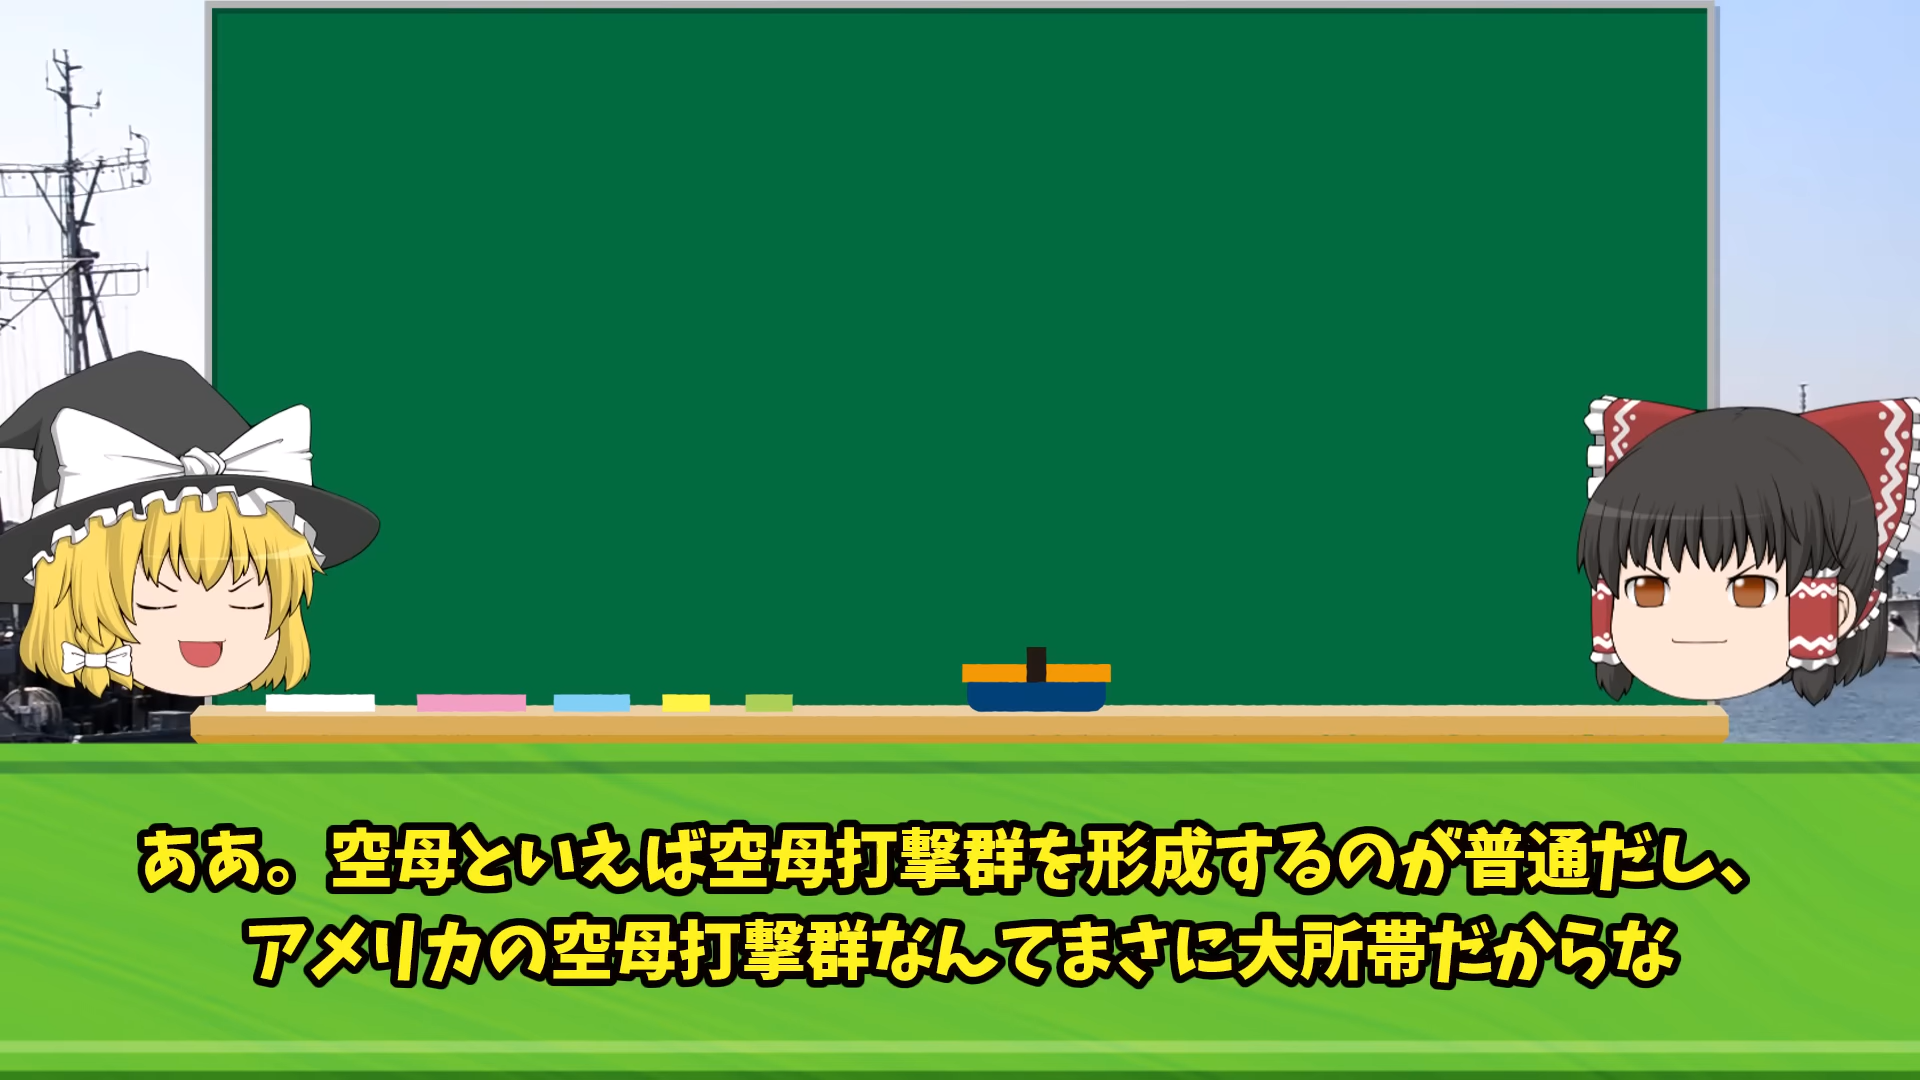 ああ。空母といえば空母打撃群を形成するのが普通だし、
アメリカの空母打撃群なんてまさに大所帯だからな